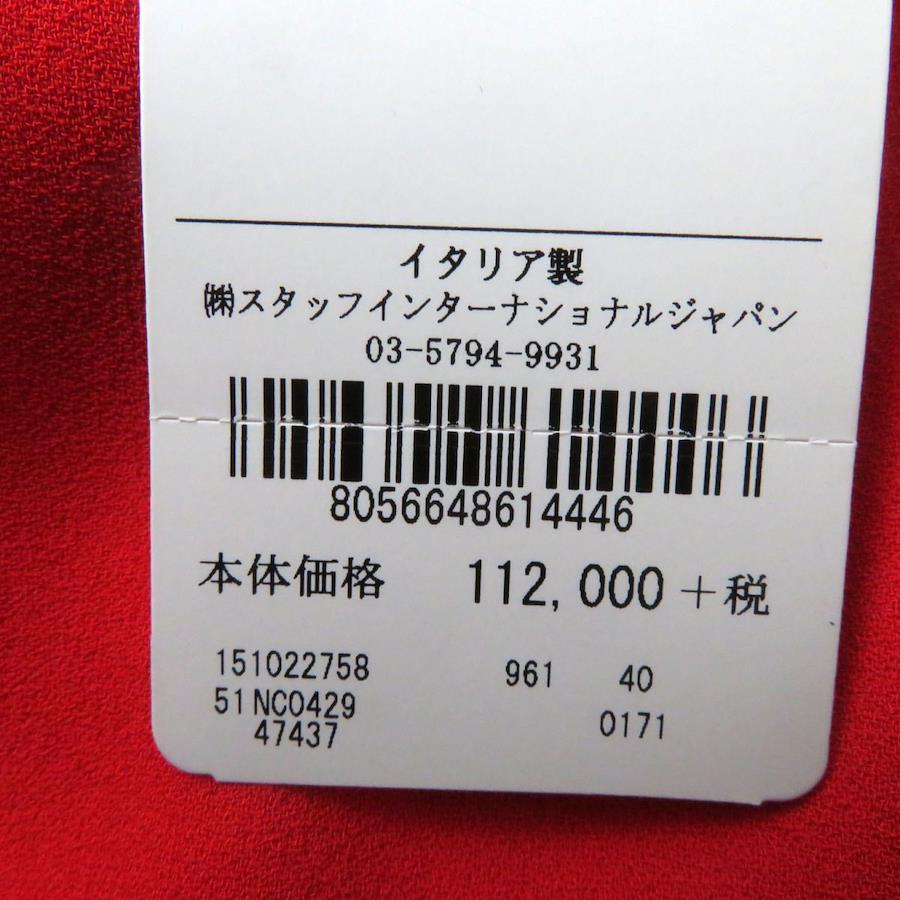 イタリア製
㈱スタッフインターナショナルジャパン
03-5794-9931
8056648614446
本体価格 112,000+税
151022758 961 40
51NC0429
47437 0171